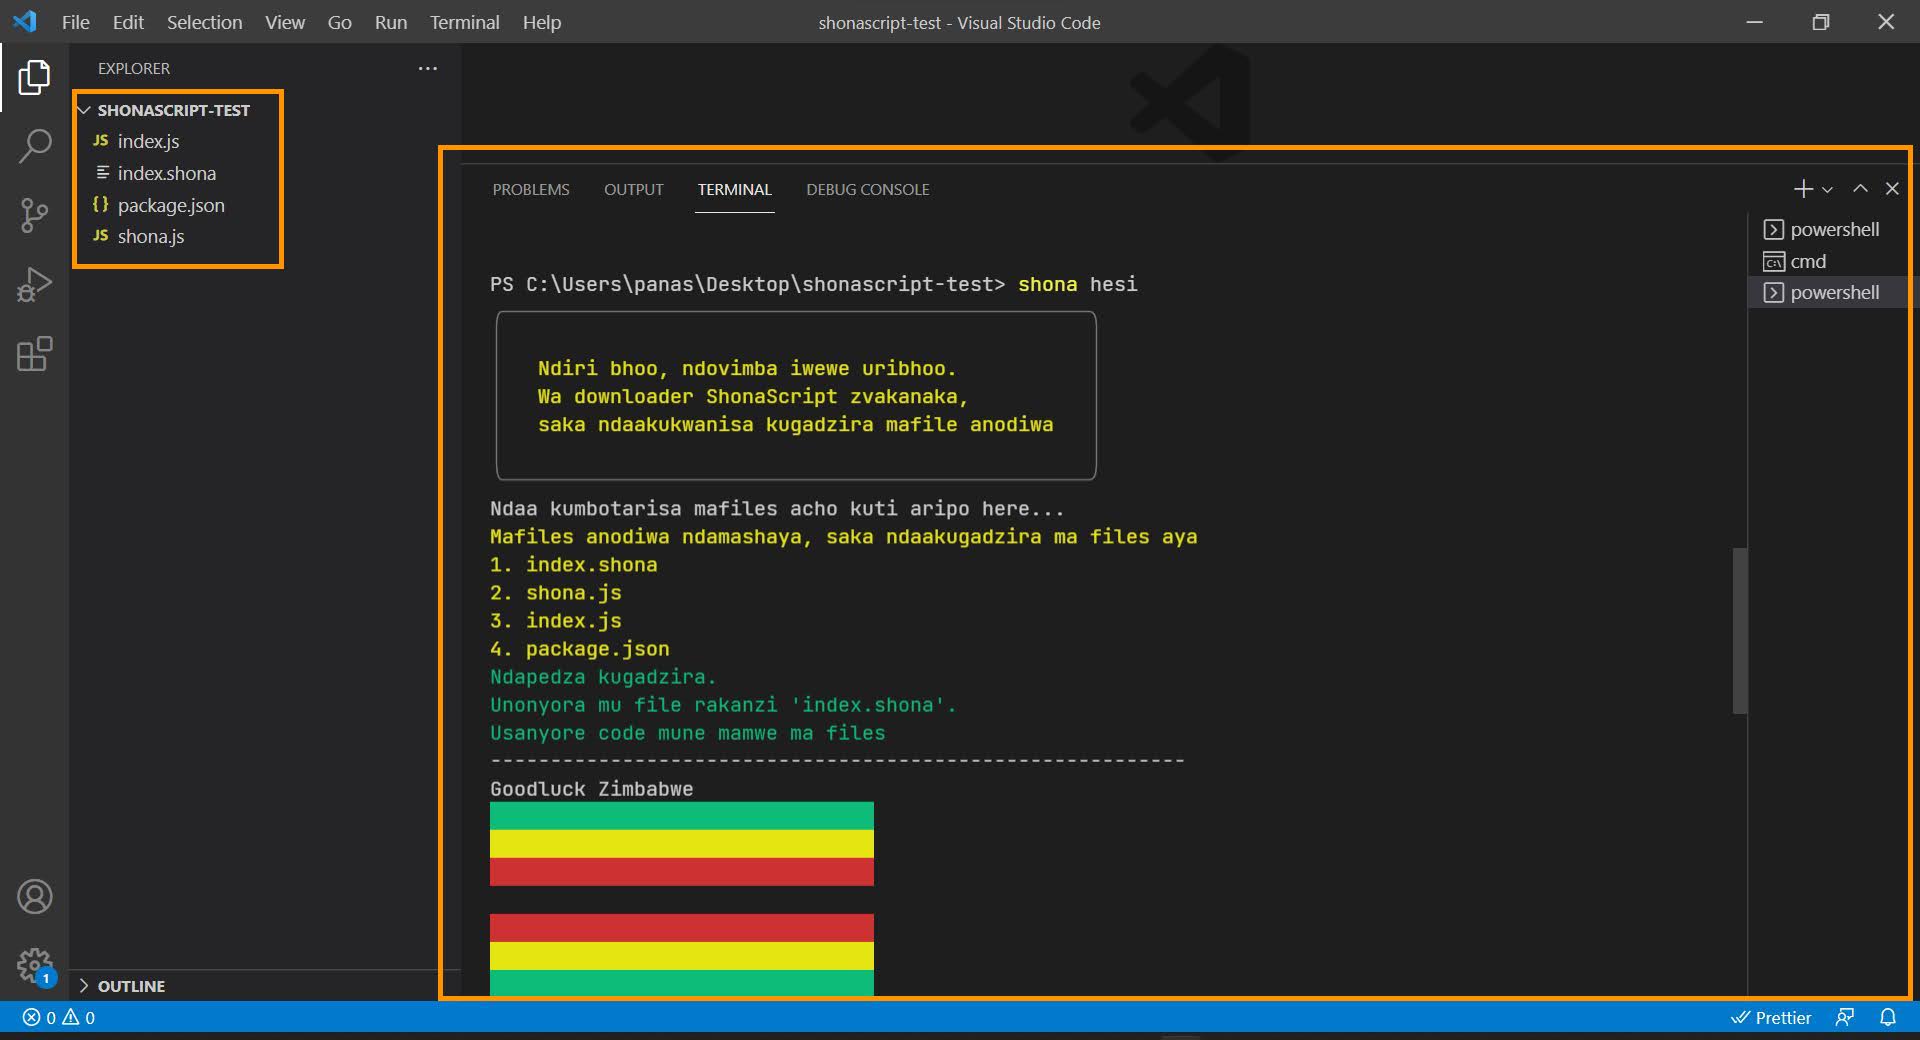 File Edit Selection View Go Run Terminal Help
shonascript-test - Visual Studio Code
EXPLORER
SHONASCRIPT-TEST
JS index.js
index.shona
{} package.json
JS shona.js
OUTLINE
PROBLEMS OUTPUT TERMINAL DEBUG CONSOLE
powershell
C:\ cmd
powershell
PS C:\Users\panas\Desktop\shonascript-test> shona hesi
Ndiri bhoo, ndovimba iwewe uribhoo.
Wa downloader ShonaScript zvakanaka,
saka ndaakukwanisa kugadzira mafile anodiwa
Ndaa kumbotarisa mafiles acho kuti aripo here...
Mafiles anodiwa ndamashaya, saka ndaakugadzira ma files aya
1. index.shona
2. shona.js
3. index.js
4. package.json
Ndapedza kugadzira.
Unonyora mu file rakanzi 'index.shona'.
Usanyore code mune mamwe ma files
----------------------------------------------------------
Goodluck Zimbabwe
1
0 0
Prettier